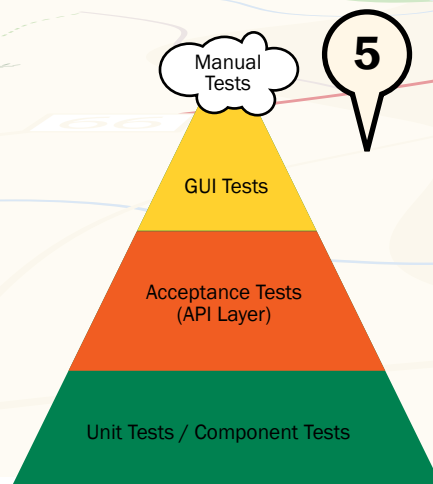 Manual
Tests
5
GUI Tests
Acceptance Tests
(API Layer)
Unit Tests / Component Tests